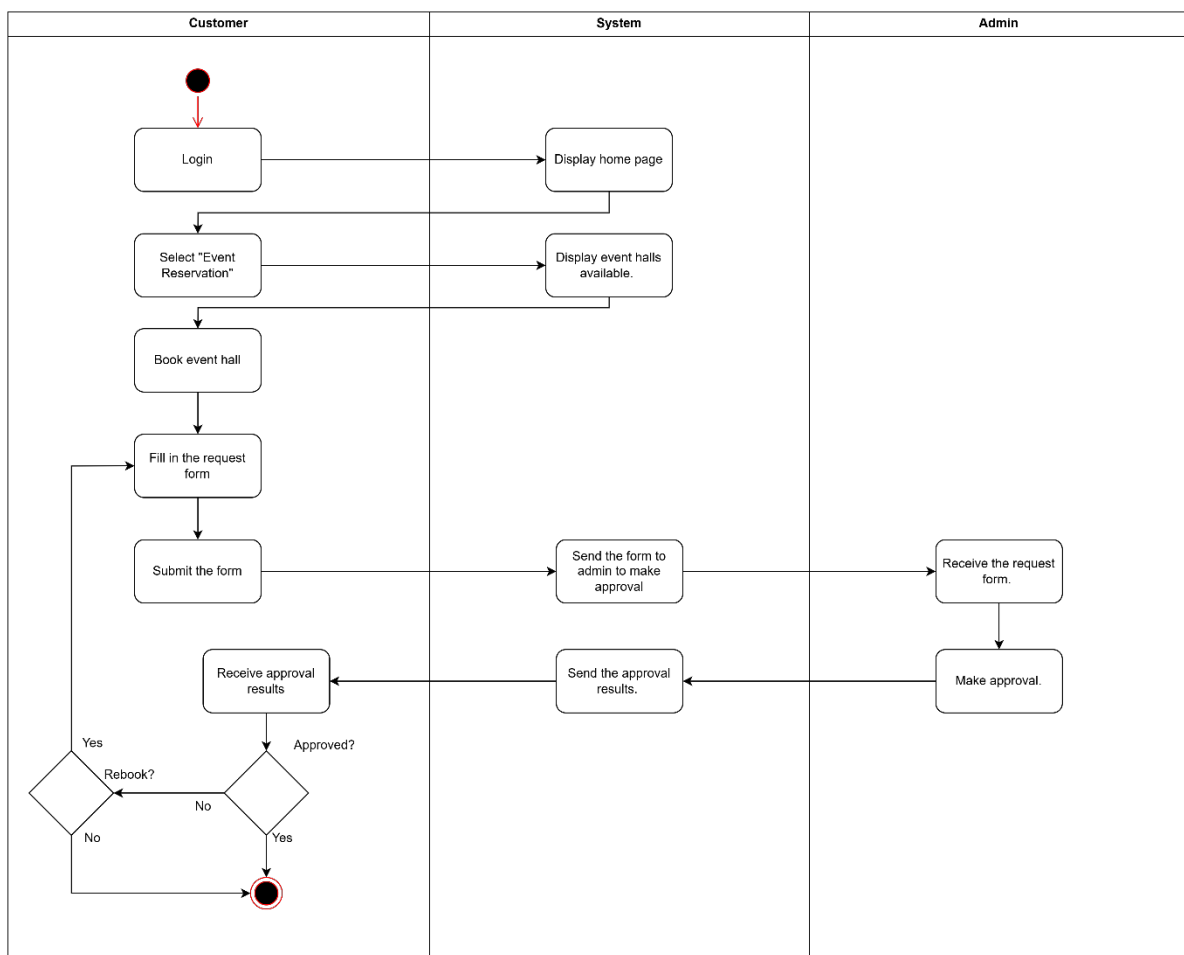 Customer
System
Admin
Login
Display home page
Select "Event
Reservation"
Display event halls
available.
Book event hall
Fill in the request
form
Submit the form
Send the form to
admin to make
approval
Receive the request
form.
Receive approval
results
Send the approval
results.
Make approval.
Yes
Approved?
Rebook?
No
No
Yes